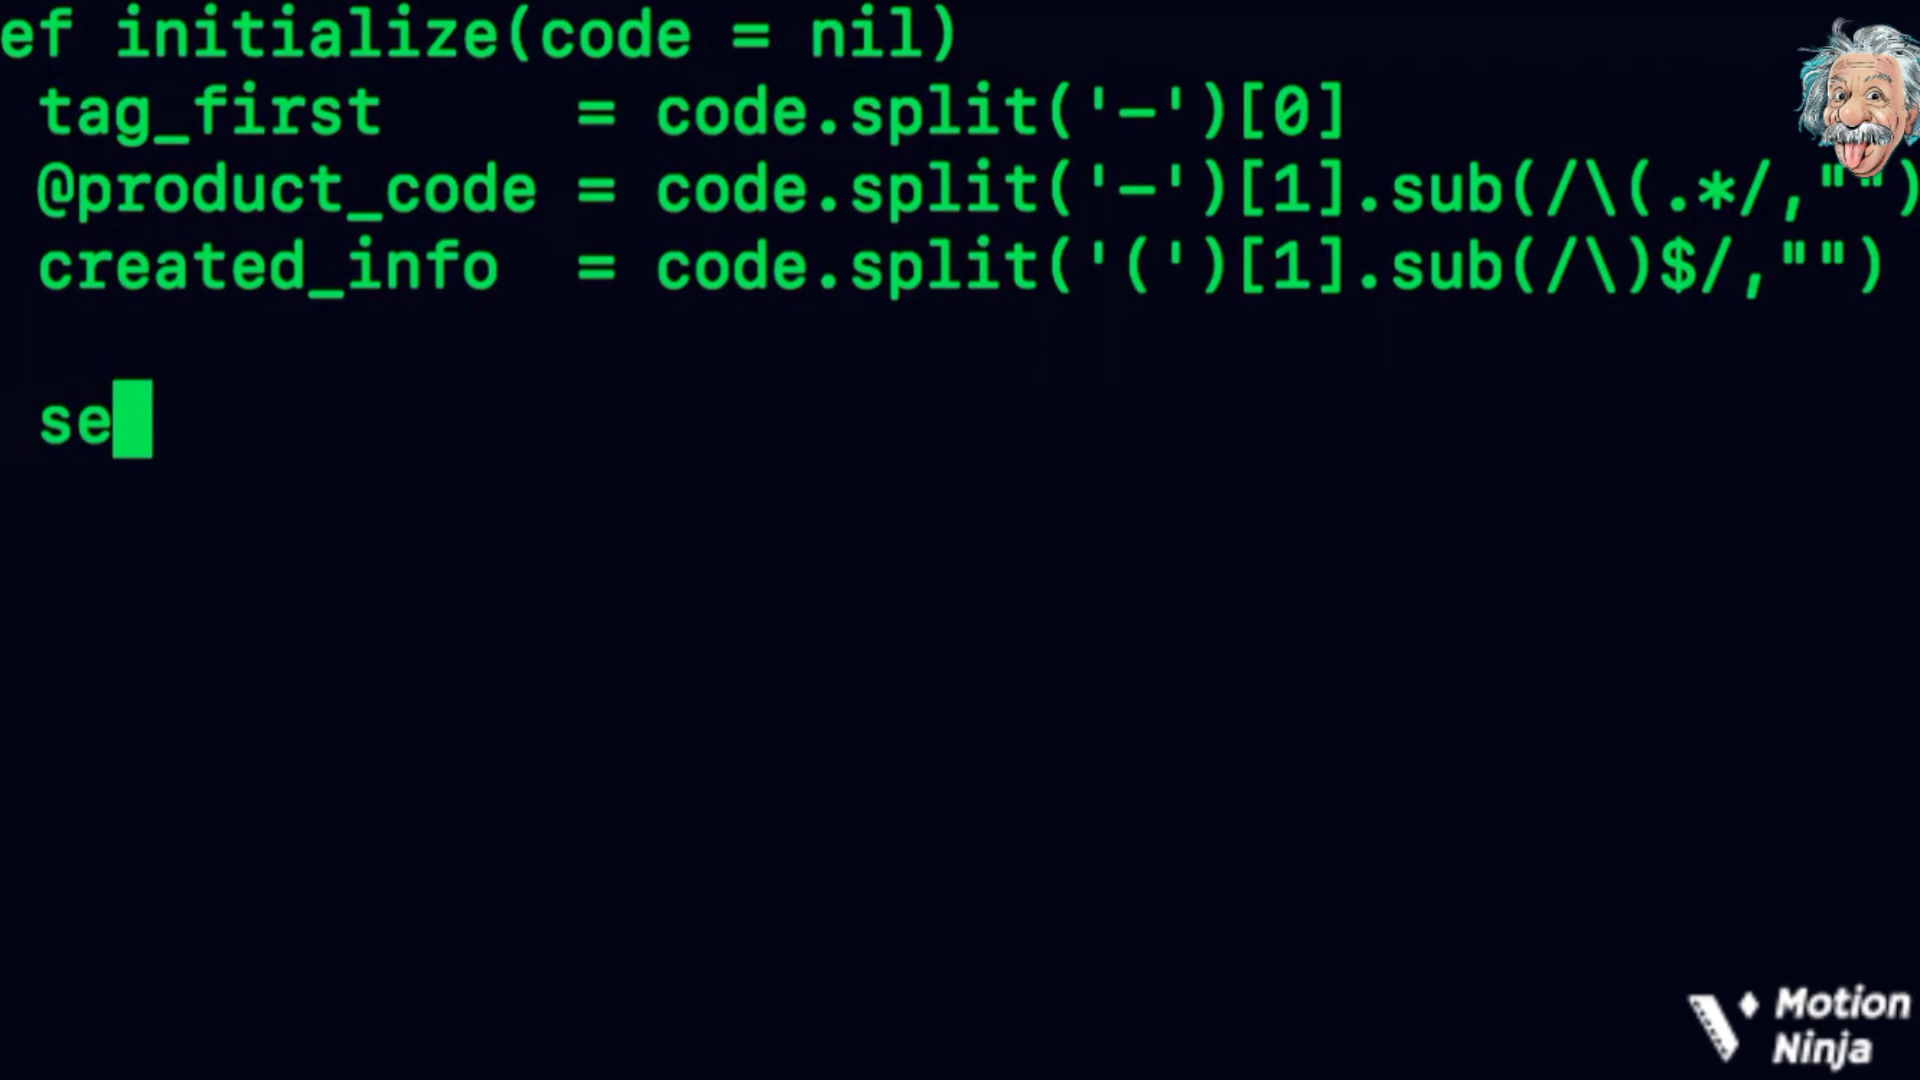 ef initialize(code = nil)
tag_first = code.split('-')[0]
@product_code = code.split('-')[1].sub(/\(.*/,"")
created_info = code.split('(')[1].sub(/\)$/,"")
se
Motion
Ninja